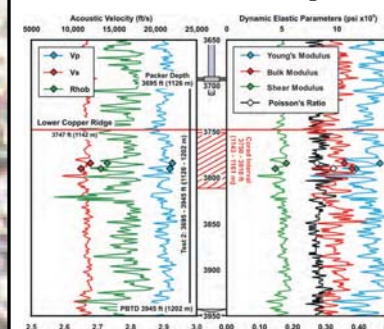 Acoustic Velocity (ft/s)
5000 10,000 15,000 20,000 25,000
Vp
Vs
Rhob
Packer Depth
3695 ft (1126 m)
Lower Copper Ridge
3747 ft (1142 m)
Test 2: 3695 - 3945 ft (1126 - 1202 m)
PBTD 3945 ft (1202 m)
2.5 2.6 2.7 2.8 2.9 3.0
3650
3700
3750
3800
3850
3900
3950
Cored Interval
Dynamic Elastic Parameters (psi x10⁶)
0 5 10 15
Young's Modulus
Bulk Modulus
Shear Modulus
Poisson's Ratio
0.00 0.10 0.20 0.30 0.40